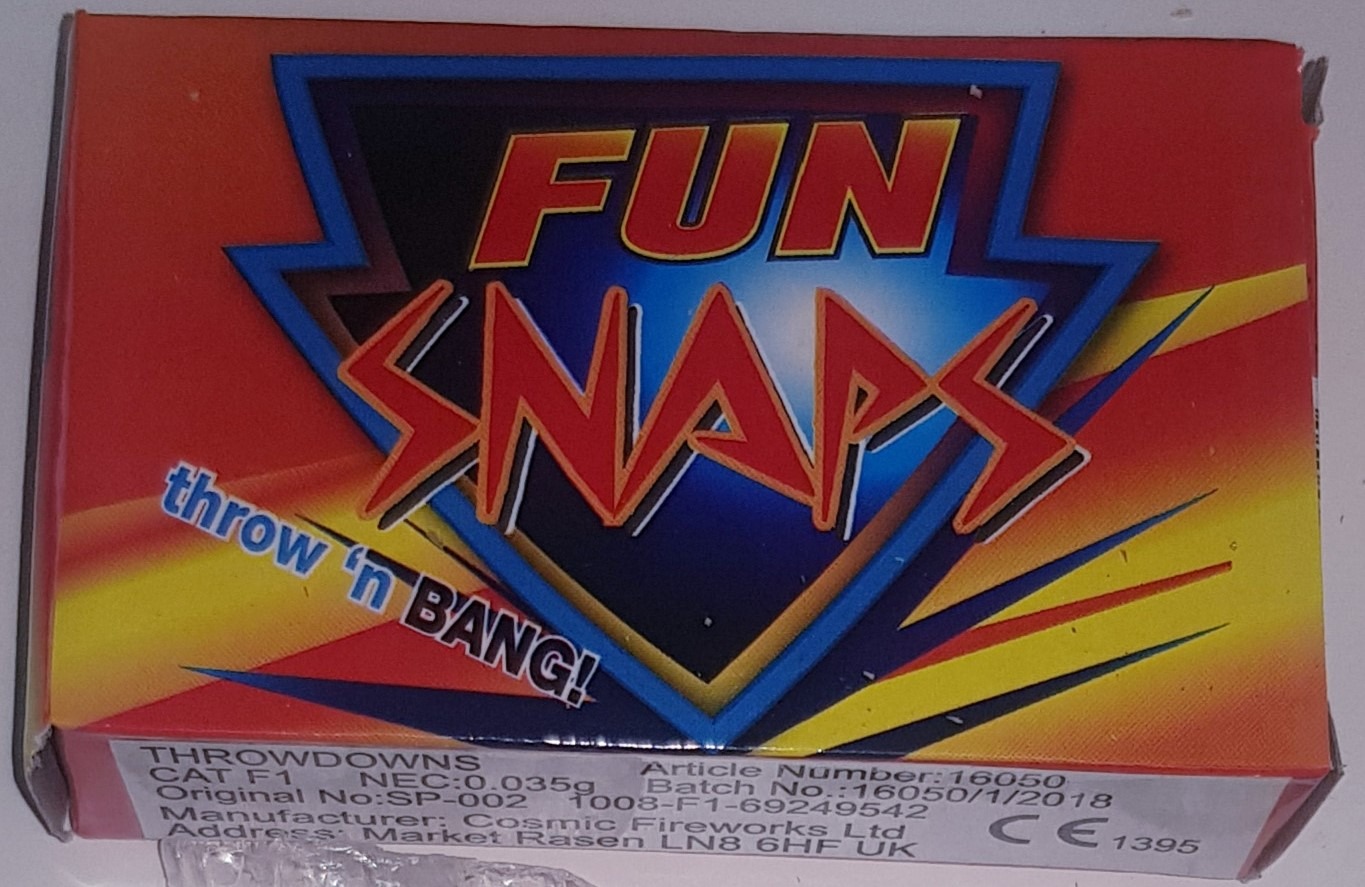 FUN
SNAPS
throw 'n BANG!
THROWDOWNS
CAT F1 NEC:0.035g
Original No:SP-002 1008-F1-69249542
Manufacturer: Cosmic Fireworks Ltd
Address: Market Rasen LN8 6HF UK
Article Number:16050
Batch No.:16050/1/2018
CE 1395